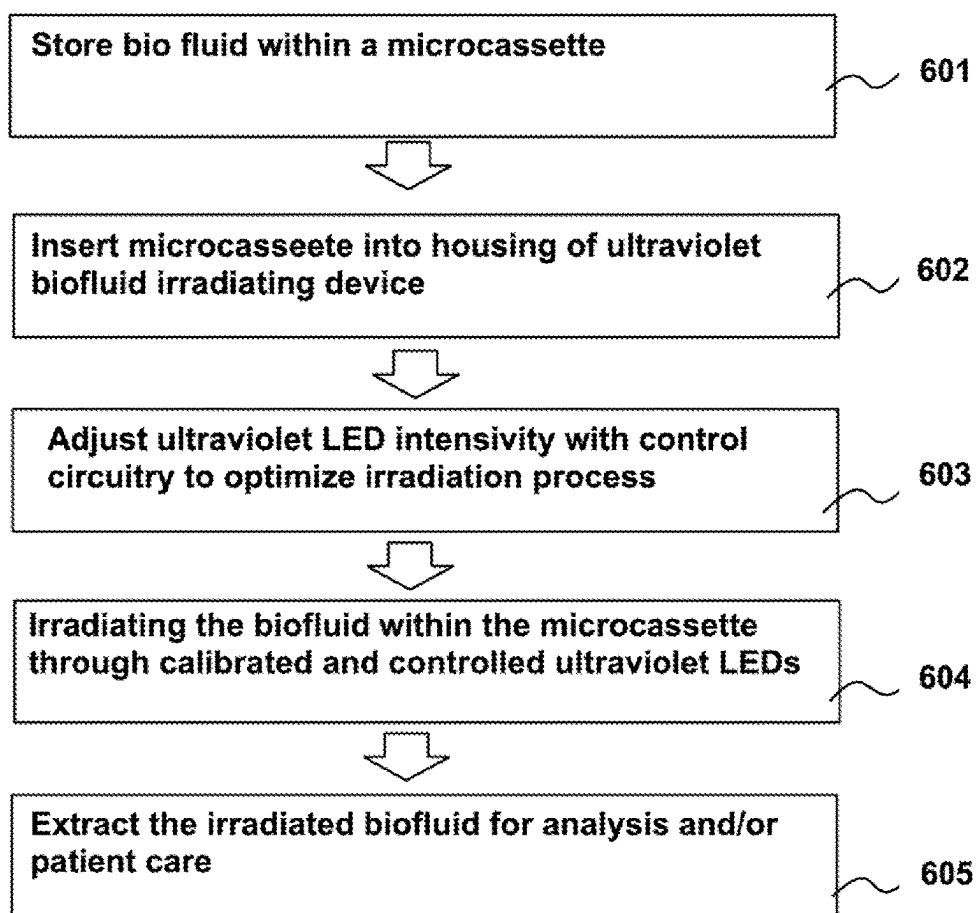 Store bio fluid within a microcassette
601
Insert microcasseete into housing of ultraviolet
biofluid irradiating device
602
Adjust ultraviolet LED intensivity with control
circuitry to optimize irradiation process
603
Irradiating the biofluid within the microcassette
through calibrated and controlled ultraviolet LEDs
604
Extract the irradiated biofluid for analysis and/or
patient care
605